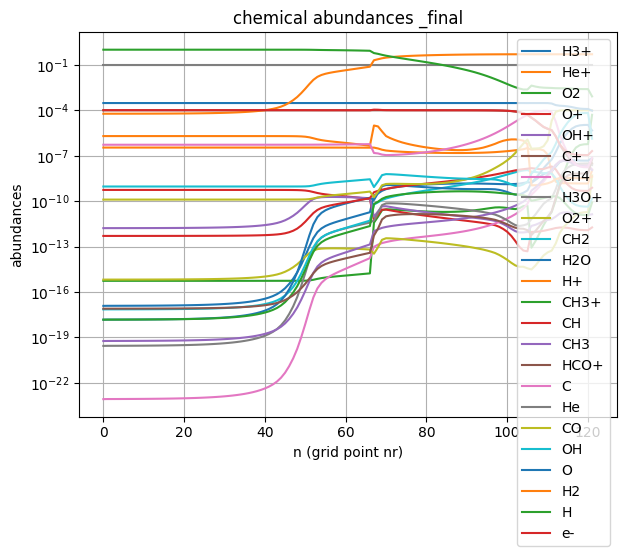 chemical abundances _final
abundances
10⁻¹
10⁻⁴
10⁻⁷
10⁻¹⁰
10⁻¹³
10⁻¹⁶
10⁻¹⁹
10⁻²²
0 20 40 60 80 100 120
n (grid point nr)
H3+
He+
O2
O+
OH+
C+
CH4
H3O+
O2+
CH2
H2O
H+
CH3+
CH
CH3
HCO+
C
He
CO
OH
O
H2
H
e-